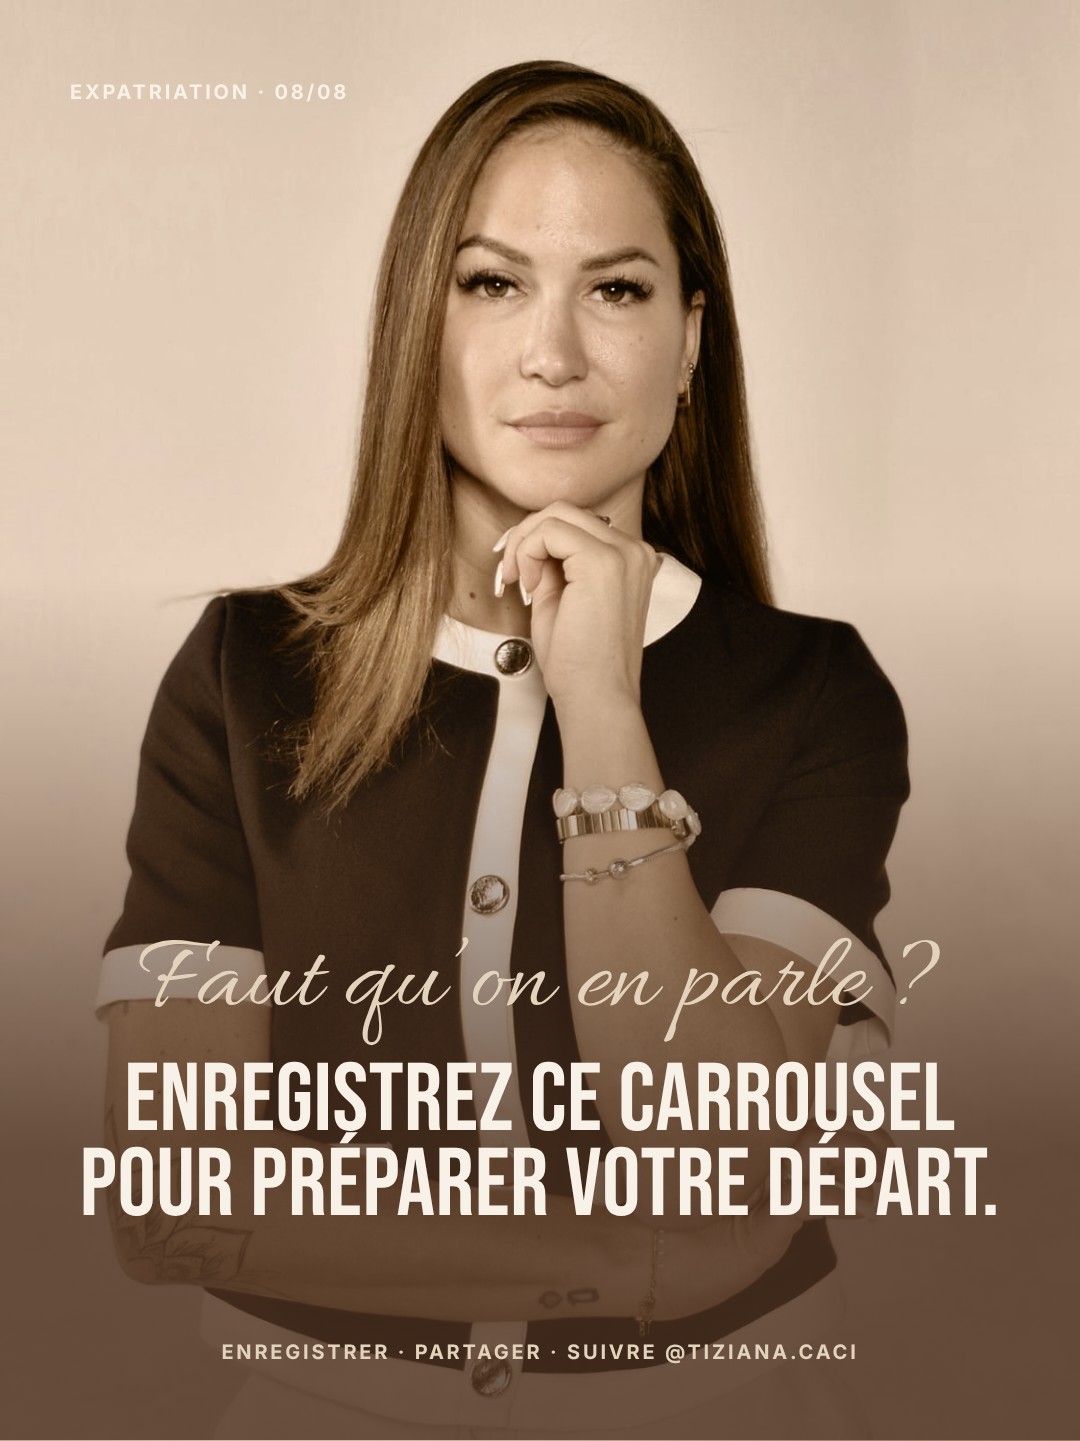 EXPATRIATION · 08/08
Faut qu'on en parle ?
ENREGISTREZ CE CARROUSEL
POUR PRÉPARER VOTRE DÉPART.
ENREGISTRER · PARTAGER · SUIVRE @TIZIANA.CACI